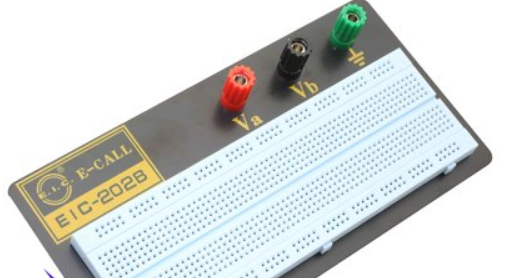 Va
Vb
E.I.C. E-CALL
EIC-202B